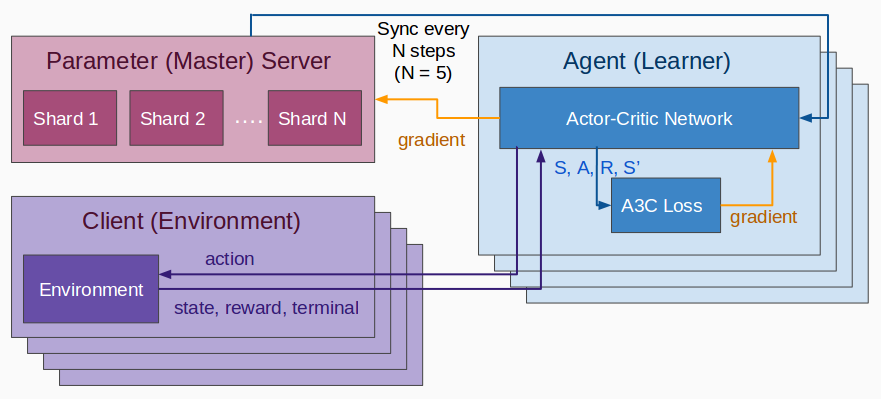 Sync every
N steps
(N = 5)
Parameter (Master) Server
Shard 1
Shard 2
....
Shard N
gradient
Agent (Learner)
Actor-Critic Network
S, A, R, S’
A3C Loss
gradient
Client (Environment)
action
Environment
state, reward, terminal